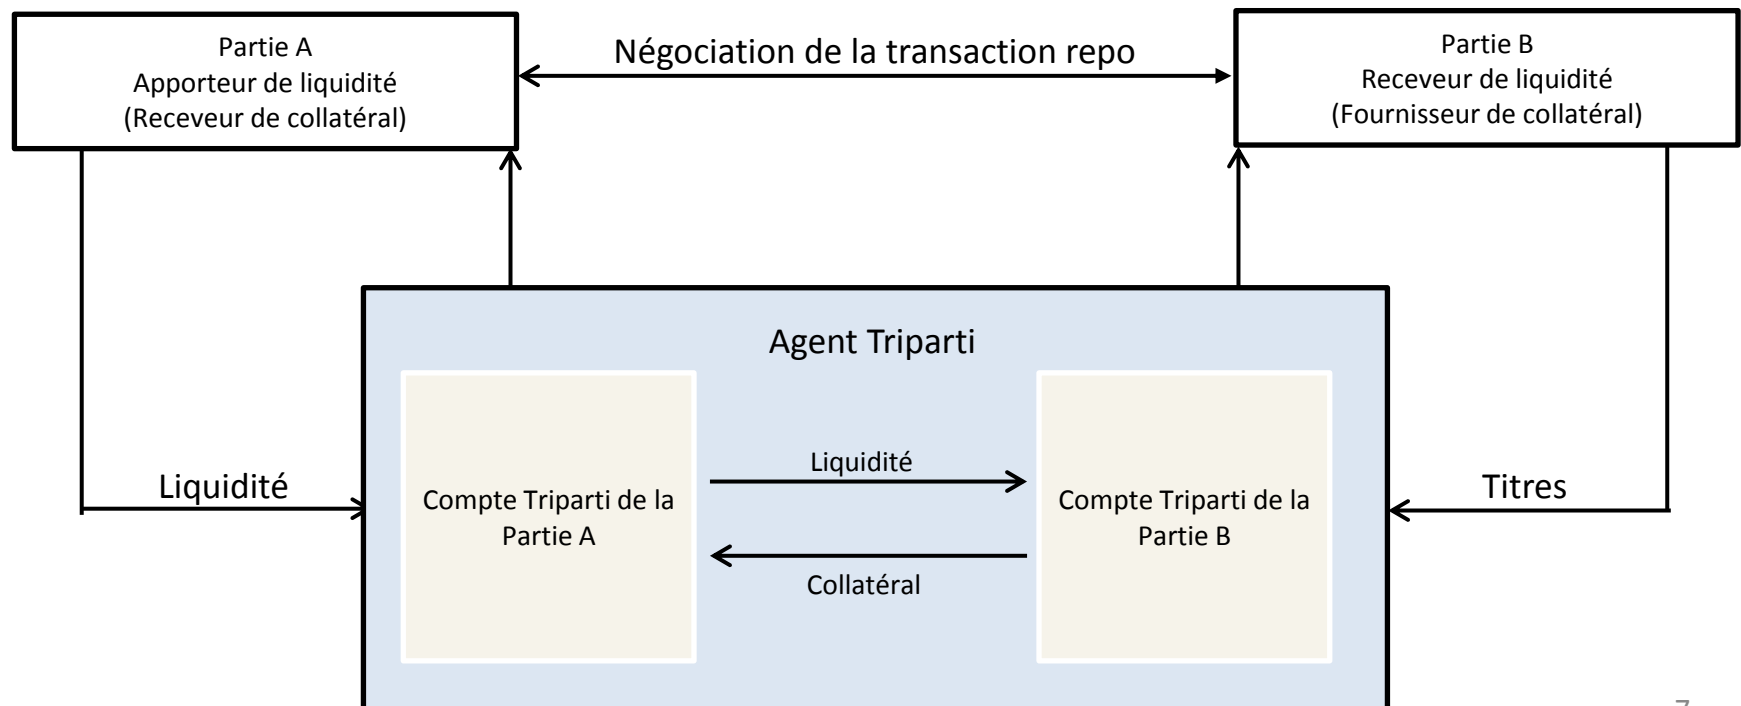 Partie A
Apporteur de liquidité
(Receveur de collatéral)
Négociation de la transaction repo
Partie B
Receveur de liquidité
(Fournisseur de collatéral)
Agent Triparti
Liquidité
Compte Triparti de la
Partie A
Liquidité
Collatéral
Compte Triparti de la
Partie B
Titres
7